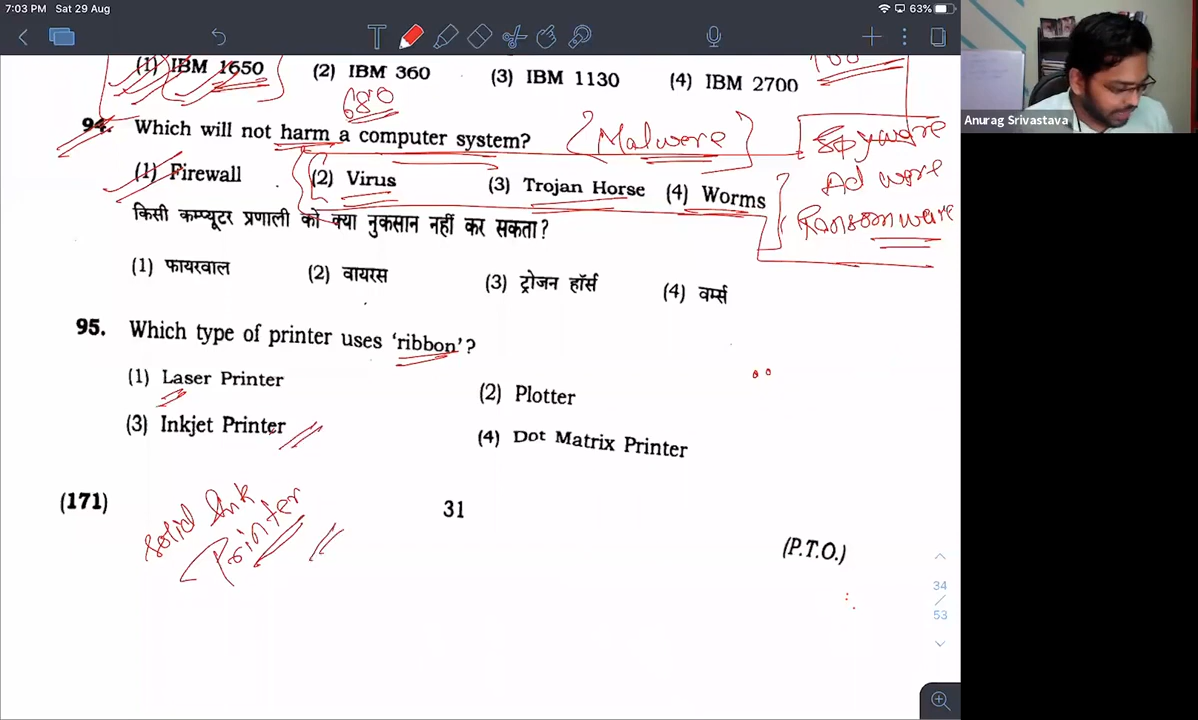 7:03 PM Sat 29 Aug
63%
(1) IBM 1650 (2) IBM 360 (3) IBM 1130 (4) IBM 2700
680
94. Which will not harm a computer system? (Malware)
(1) Firewall (2) Virus (3) Trojan Horse (4) Worms
Spyware
Ad ware
Ransomware
किसी कम्प्यूटर प्रणाली को क्या नुकसान नहीं कर सकता?
(1) फायरवाल (2) वायरस (3) ट्रोजन हॉर्स (4) वर्म्स
95. Which type of printer uses 'ribbon'?
(1) Laser Printer (2) Plotter
(3) Inkjet Printer (4) Dot Matrix Printer
Solid Ink
Printer
(171) 31 (P.T.O.)
34
/
53
Anurag Srivastava